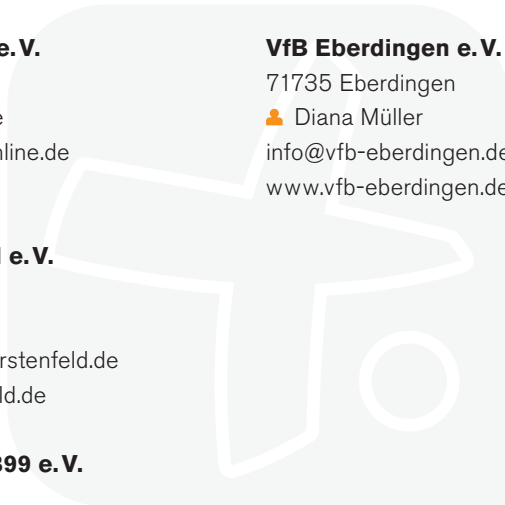 e.V.
e
nline.de
e.V.
rstenfeld.de
ld.de
899 e.V.
VfB Eberdingen e.V.
71735 Eberdingen
Diana Müller
info@vfb-eberdingen.de
www.vfb-eberdingen.de